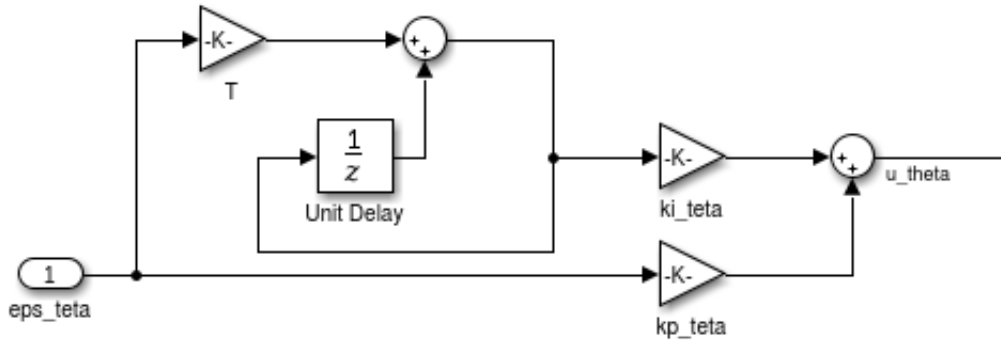 -K-
T
+
+
1
z
Unit Delay
-K-
ki_teta
+
+
u_theta
1
eps_teta
-K-
kp_teta